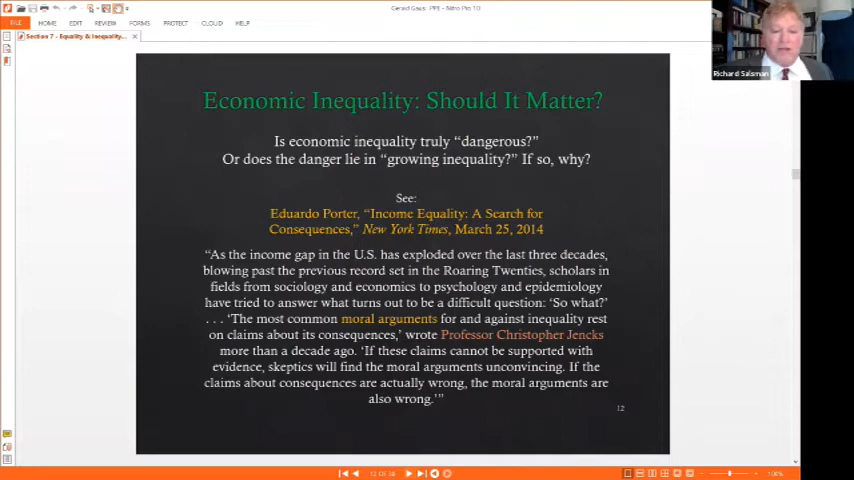 Gerald Gaus: PPE - Nitro Pro 10
FILE HOME EDIT REVIEW FORMS PROTECT CLOUD HELP
Section 7 - Equality & Inequality...
Richard Salsman
Economic Inequality: Should It Matter?
Is economic inequality truly “dangerous?”
Or does the danger lie in “growing inequality?” If so, why?
See:
Eduardo Porter, “Income Equality: A Search for
Consequences,” New York Times, March 25, 2014
“As the income gap in the U.S. has exploded over the last three decades,
blowing past the previous record set in the Roaring Twenties, scholars in
fields from sociology and economics to psychology and epidemiology
have tried to answer what turns out to be a difficult question: ‘So what?’
. . . ‘The most common moral arguments for and against inequality rest
on claims about its consequences,’ wrote Professor Christopher Jencks
more than a decade ago. ‘If these claims cannot be supported with
evidence, skeptics will find the moral arguments unconvincing. If the
claims about consequences are actually wrong, the moral arguments are
also wrong.’”
12
100%